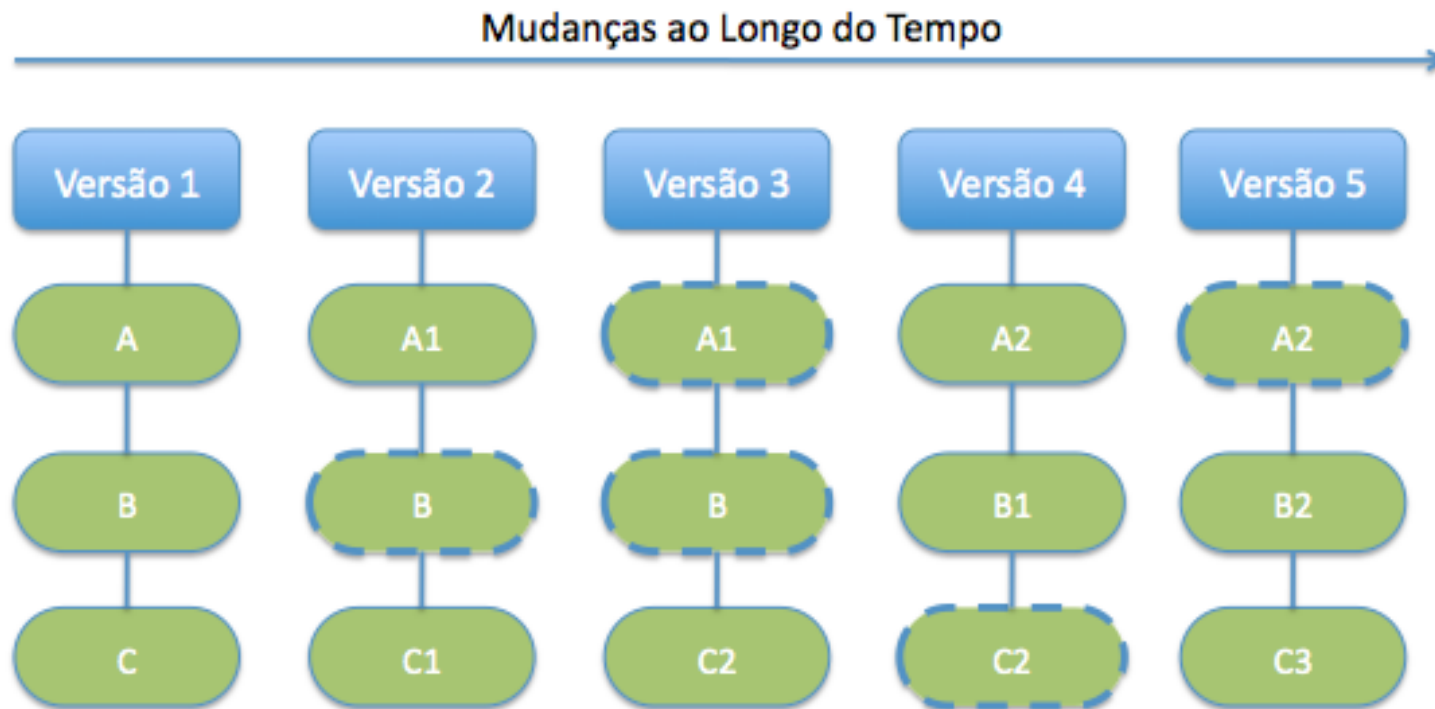 Mudanças ao Longo do Tempo
Versão 1 Versão 2 Versão 3 Versão 4 Versão 5
A A1 A1 A2 A2
B B B B1 B2
C C1 C2 C2 C3